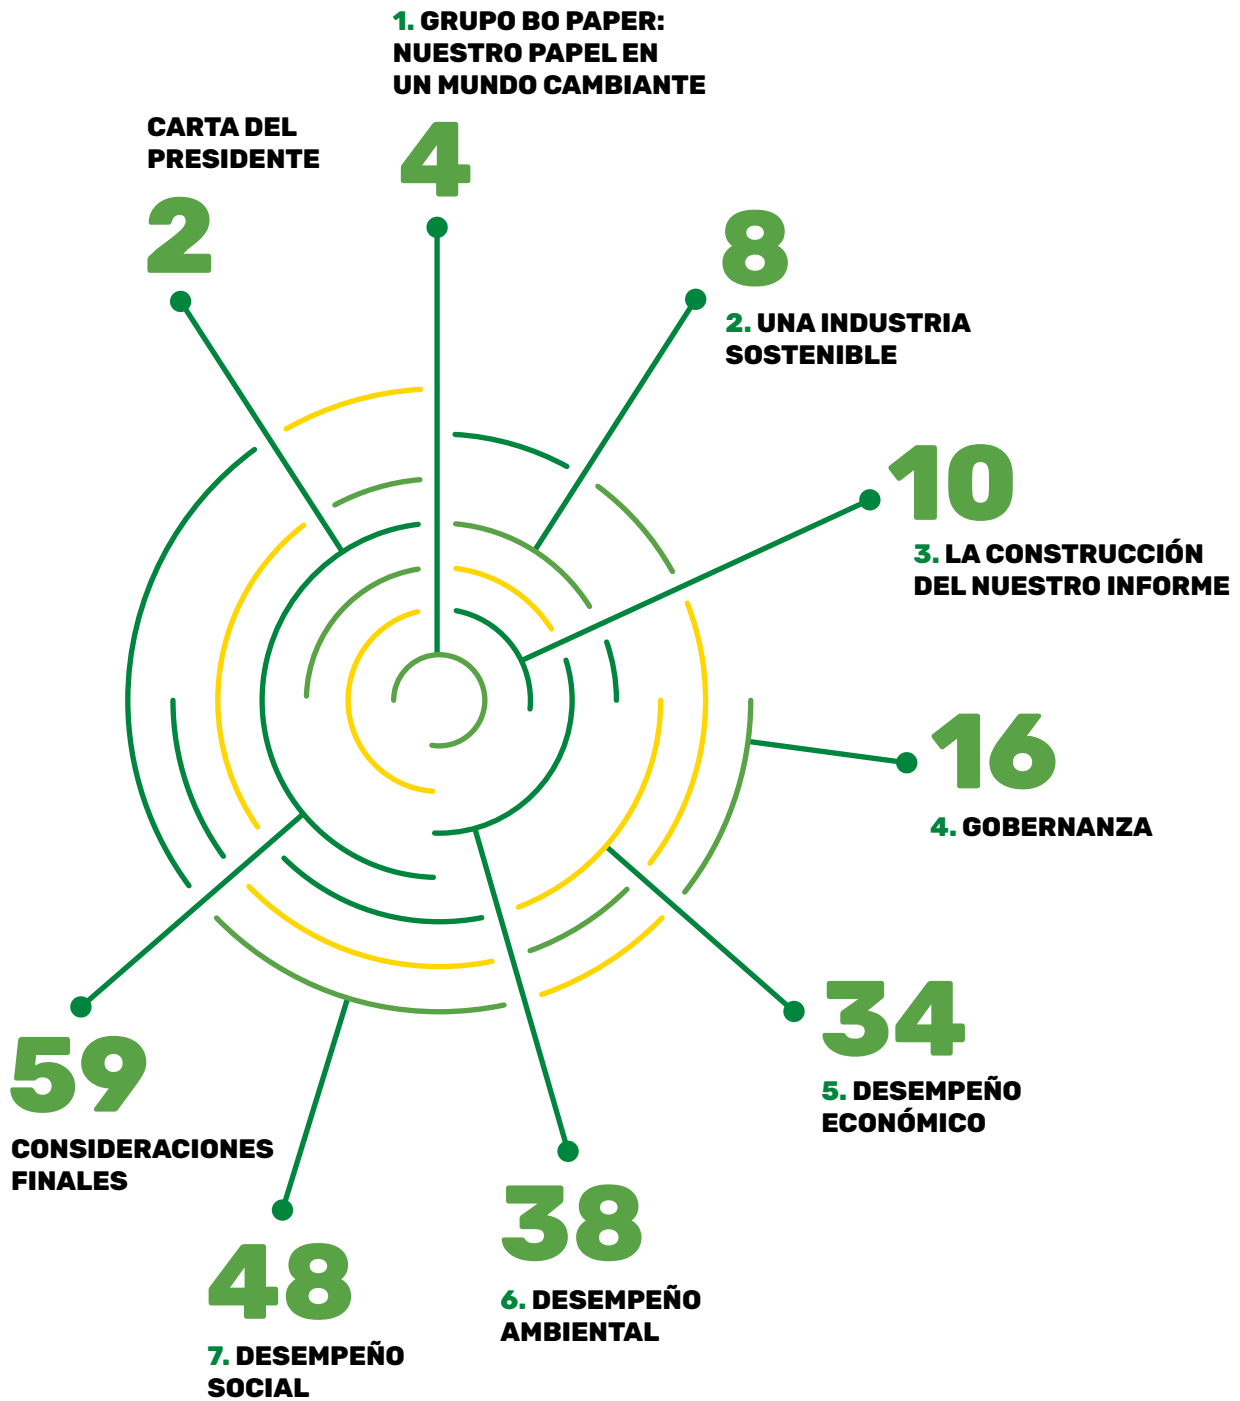 CARTA DEL
PRESIDENTE
2
1. GRUPO BO PAPER:
NUESTRO PAPEL EN
UN MUNDO CAMBIANTE
4
8
2. UNA INDUSTRIA
SOSTENIBLE
10
3. LA CONSTRUCCIÓN
DEL NUESTRO INFORME
16
4. GOBERNANZA
34
5. DESEMPEÑO
ECONÓMICO
38
6. DESEMPEÑO
AMBIENTAL
48
7. DESEMPEÑO
SOCIAL
59
CONSIDERACIONES
FINALES